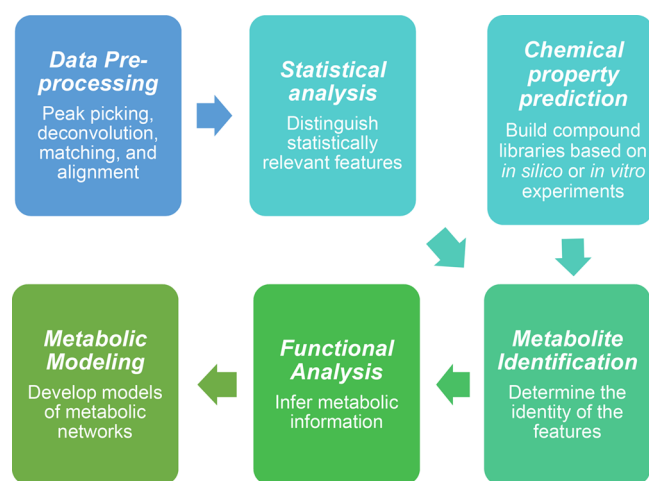 Data Pre-
processing
Peak picking,
deconvolution,
matching, and
alignment
Statistical
analysis
Distinguish
statistically
relevant features
Chemical
property
prediction
Build compound
libraries based on
in silico or in vitro
experiments
Metabolic
Modeling
Develop models
of metabolic
networks
Functional
Analysis
Infer metabolic
information
Metabolite
Identification
Determine the
identity of the
features